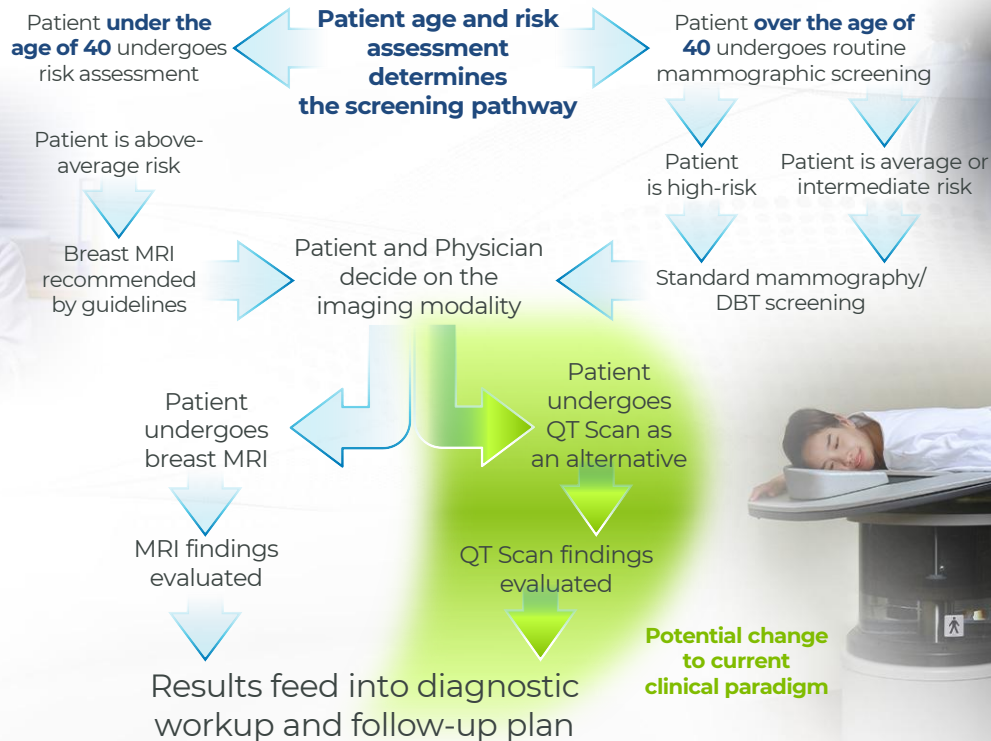 Patient age and risk
assessment
determines
the screening pathway
Patient under the
age of 40 undergoes
risk assessment
Patient over the age of
40 undergoes routine
mammographic screening
Patient is above-
average risk
Patient
is high-risk
Patient is average or
intermediate risk
Breast MRI
recommended
by guidelines
Patient and Physician
decide on the
imaging modality
Standard mammography/
DBT screening
Patient
undergoes
breast MRI
Patient
undergoes
QT Scan as
an alternative
MRI findings
evaluated
QT Scan findings
evaluated
Potential change
to current
clinical paradigm
Results feed into diagnostic
workup and follow-up plan